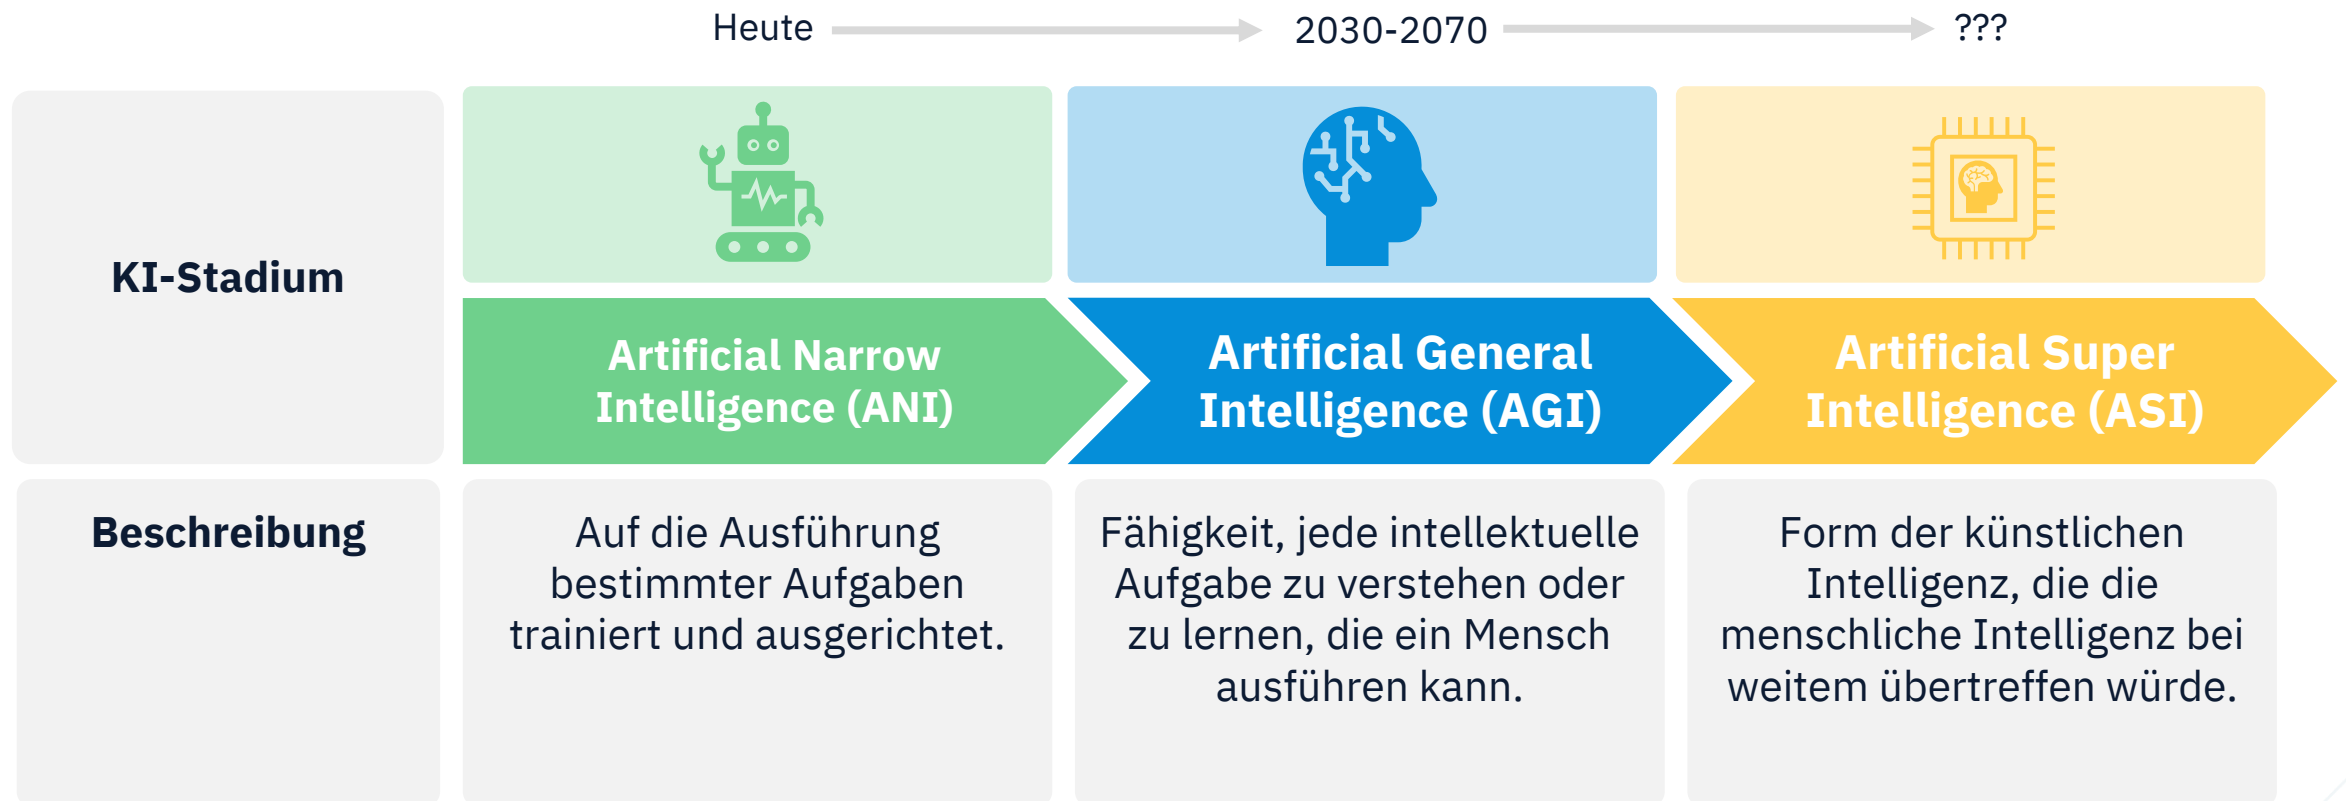 Heute
2030-2070
???
KI-Stadium
Artificial Narrow
Intelligence (ANI)
Artificial General
Intelligence (AGI)
Artificial Super
Intelligence (ASI)
Beschreibung
Auf die Ausführung
bestimmter Aufgaben
trainiert und ausgerichtet.
Fähigkeit, jede intellektuelle
Aufgabe zu verstehen oder
zu lernen, die ein Mensch
ausführen kann.
Form der künstlichen
Intelligenz, die die
menschliche Intelligenz bei
weitem übertreffen würde.